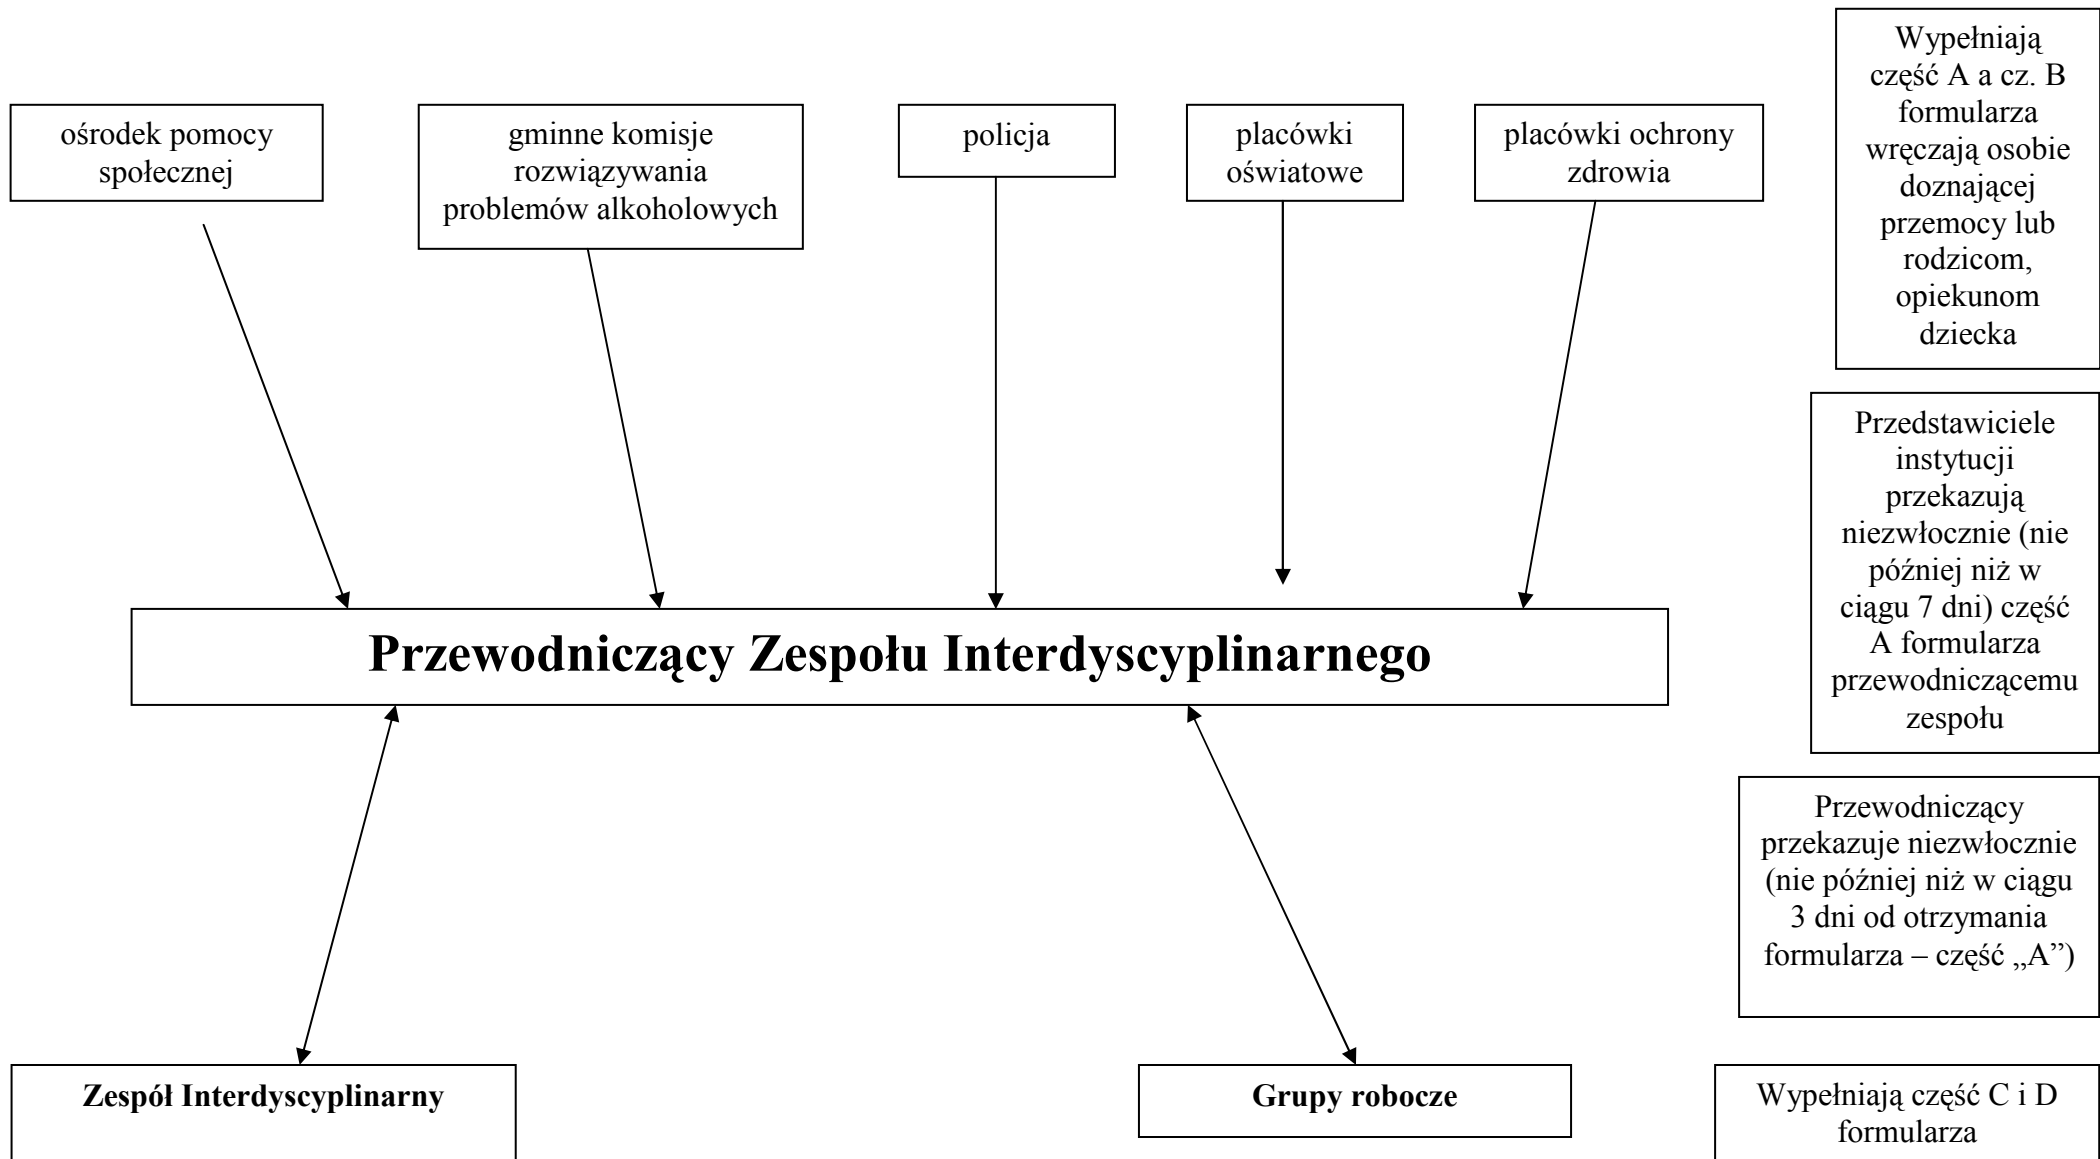 ośrodek pomocy
społecznej
gminne komisje
rozwiązywania
problemów alkoholowych
policja
placówki
oświatowe
placówki ochrony
zdrowia
Wypełniają
część A a cz. B
formularza
wręczają osobie
doznającej
przemocy lub
rodzicom,
opiekunom
dziecka
Przedstawiciele
instytucji
przekazują
niezwłocznie (nie
później niż w
ciągu 7 dni) część
A formularza
przewodniczącemu
zespołu
Przewodniczący Zespołu Interdyscyplinarnego
Przewodniczący
przekazuje niezwłocznie
(nie później niż w ciągu
3 dni od otrzymania
formularza – część „A”)
Zespół Interdyscyplinarny
Grupy robocze
Wypełniają część C i D
formularza